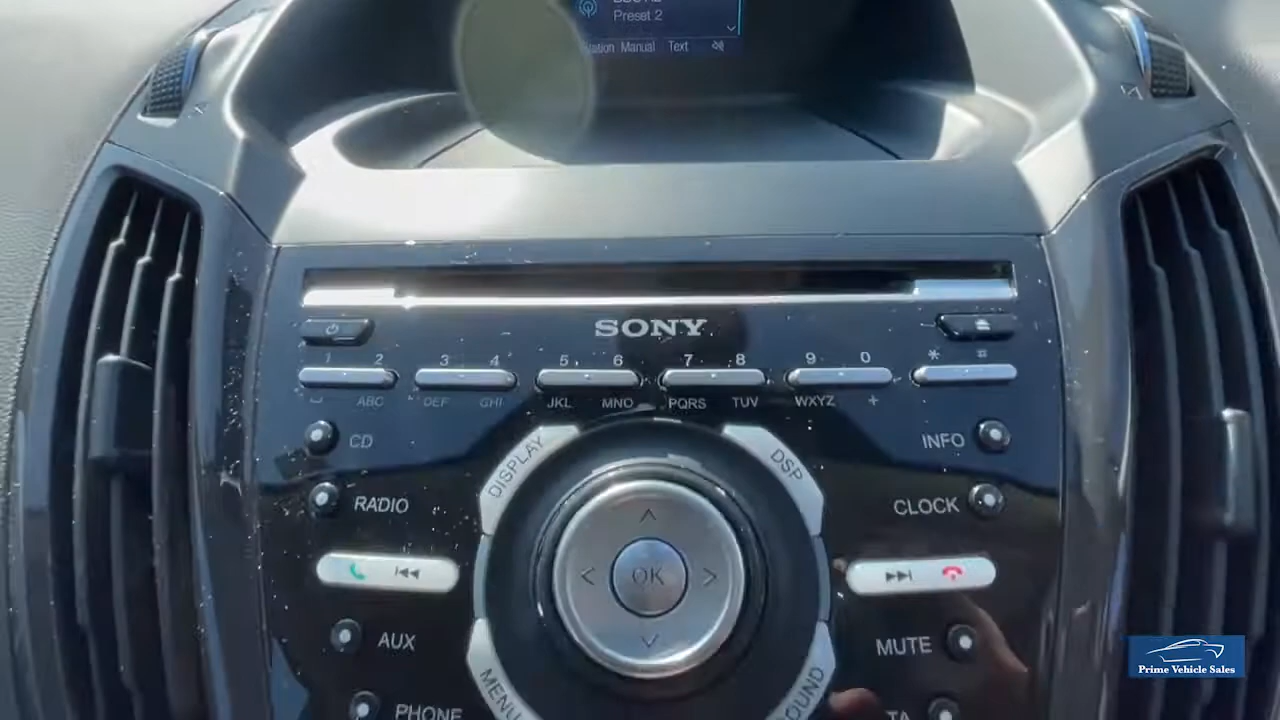 Preset 2
Manual Text
SONY
1 2 3 4 5 6 7 8 9 0 * ⌗
ABC DEF GHI JKL MNO PQRS TUV WXYZ +
CD
INFO
DISPLAY
DSP
RADIO
CLOCK
OK
AUX
MUTE
MENU
PHONE
TA
Prime Vehicle Sales